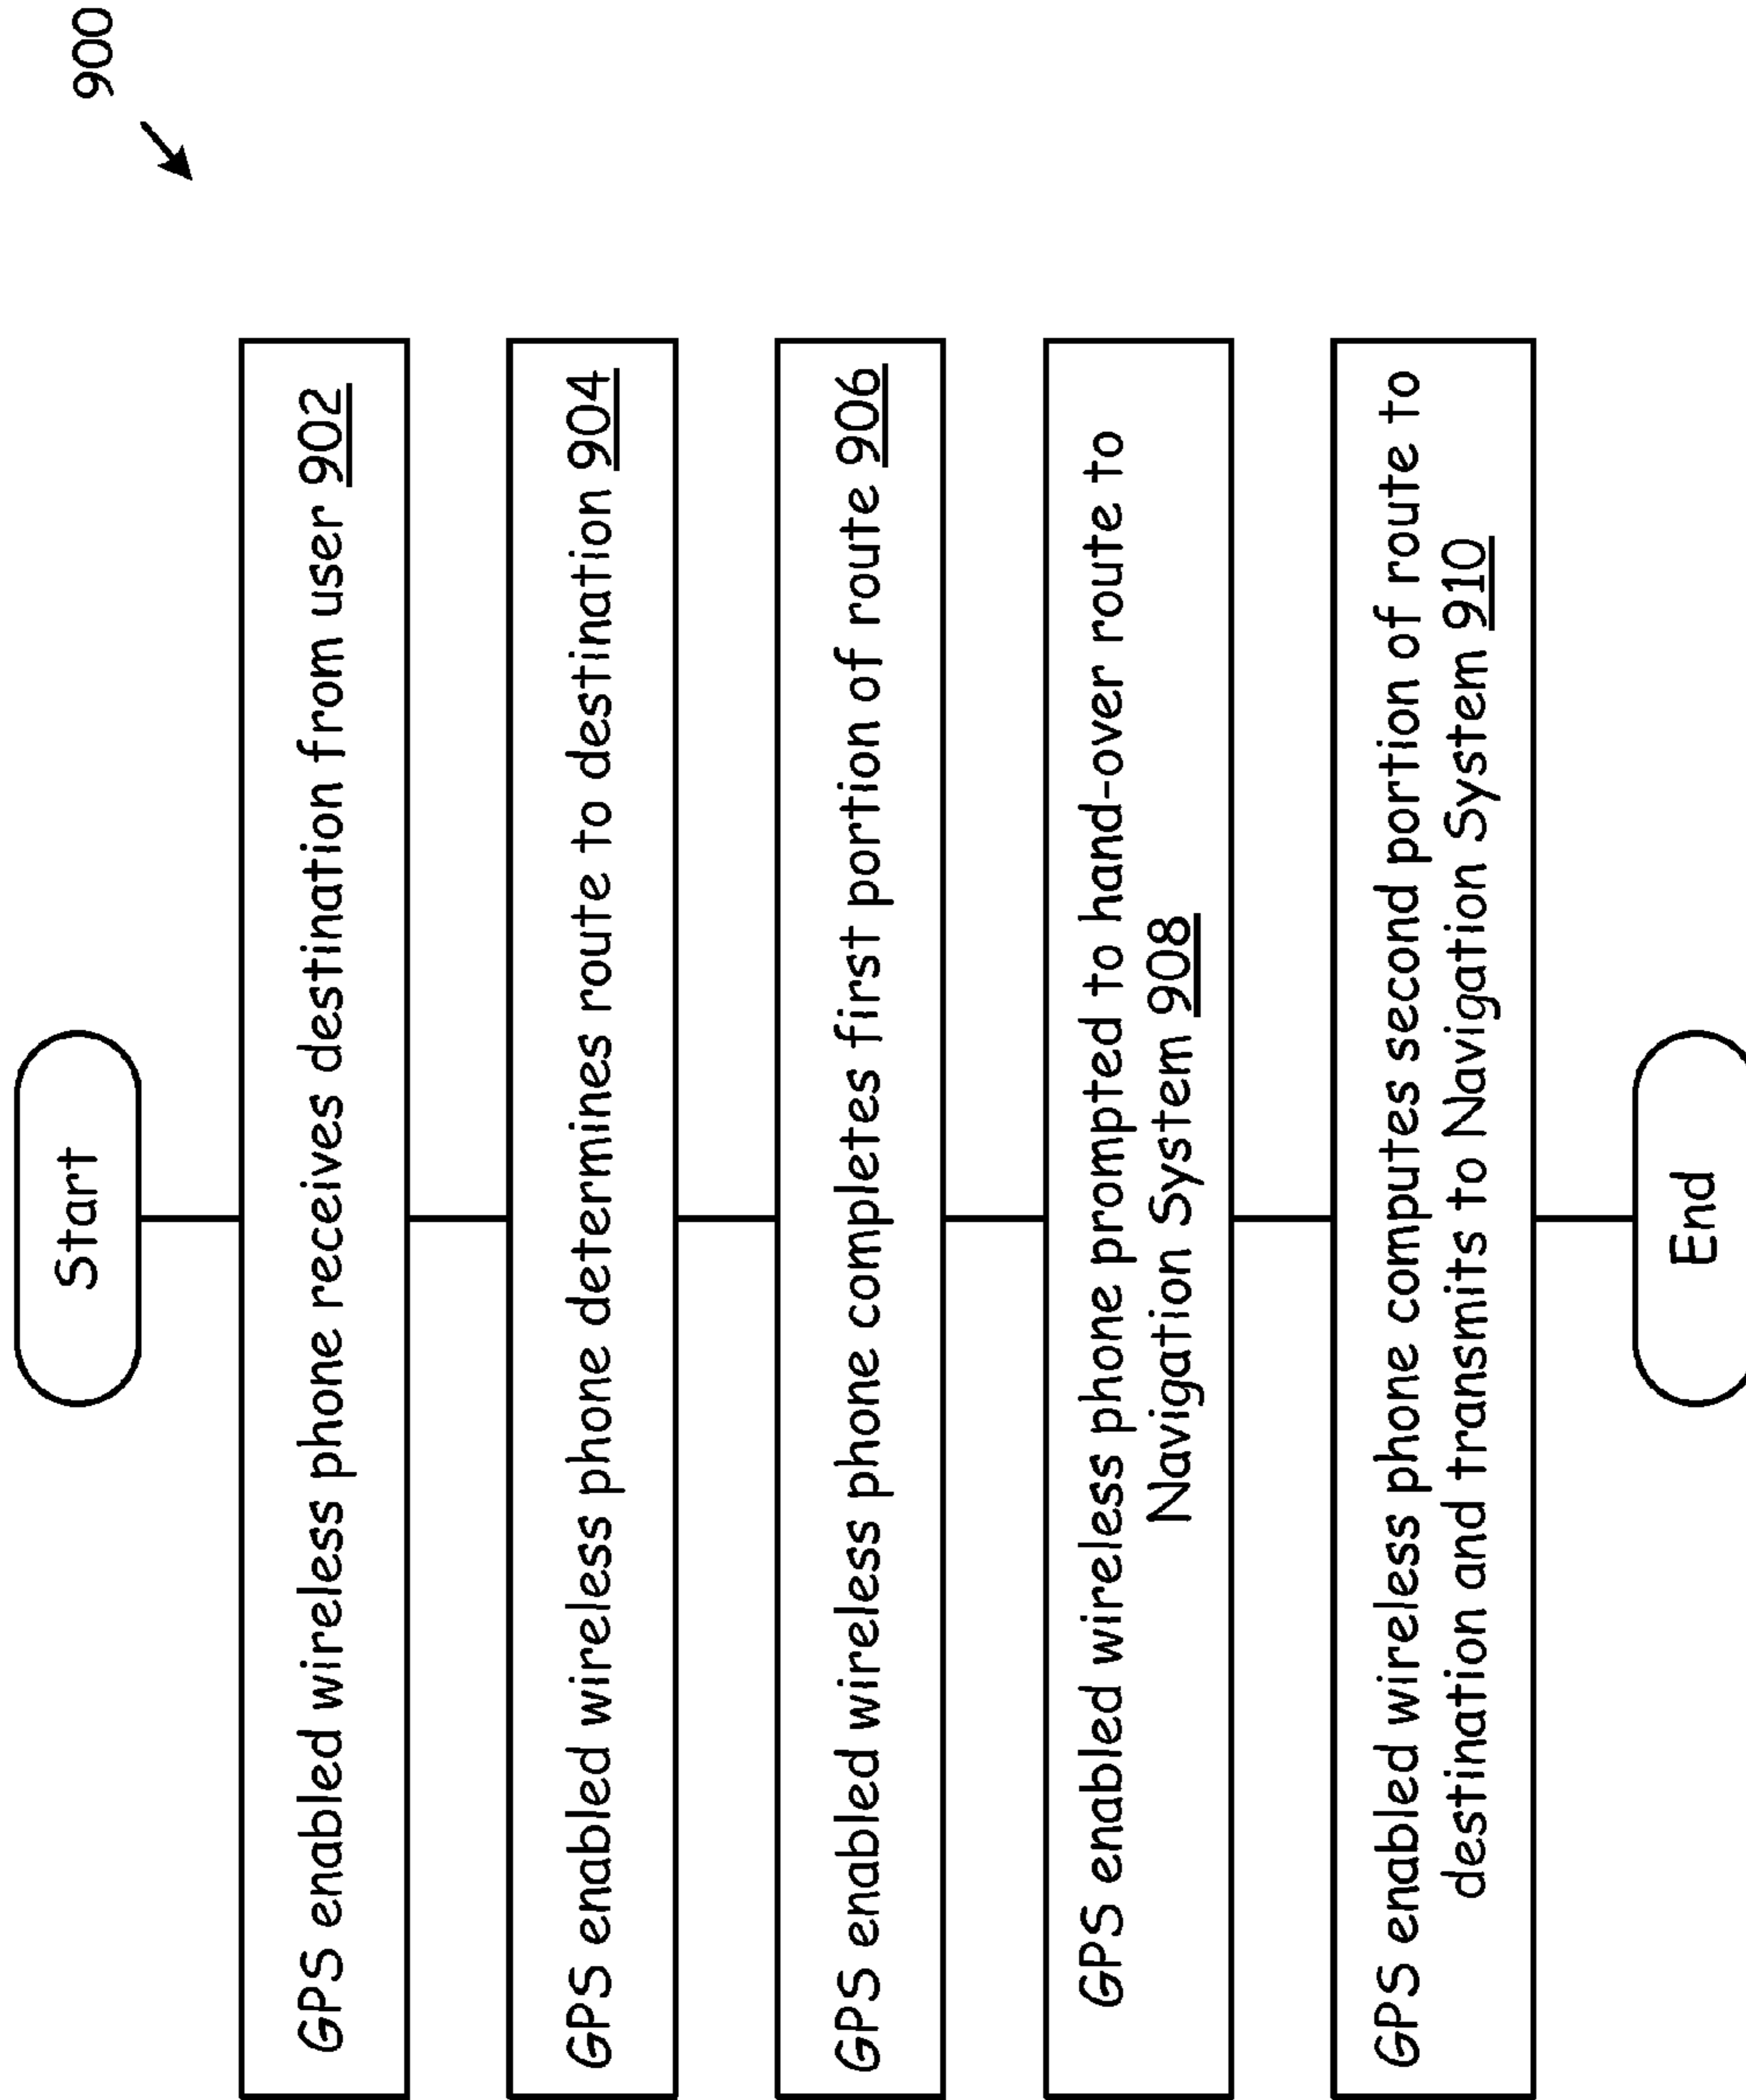 900
Start
GPS enabled wireless phone receives destination from user 902
GPS enabled wireless phone determines route to destination 904
GPS enabled wireless phone completes first portion of route 906
GPS enabled wireless phone prompted to hand-over route to
Navigation System 908
GPS enabled wireless phone computes second portion of route to
destination and transmits to Navigation System 910
End